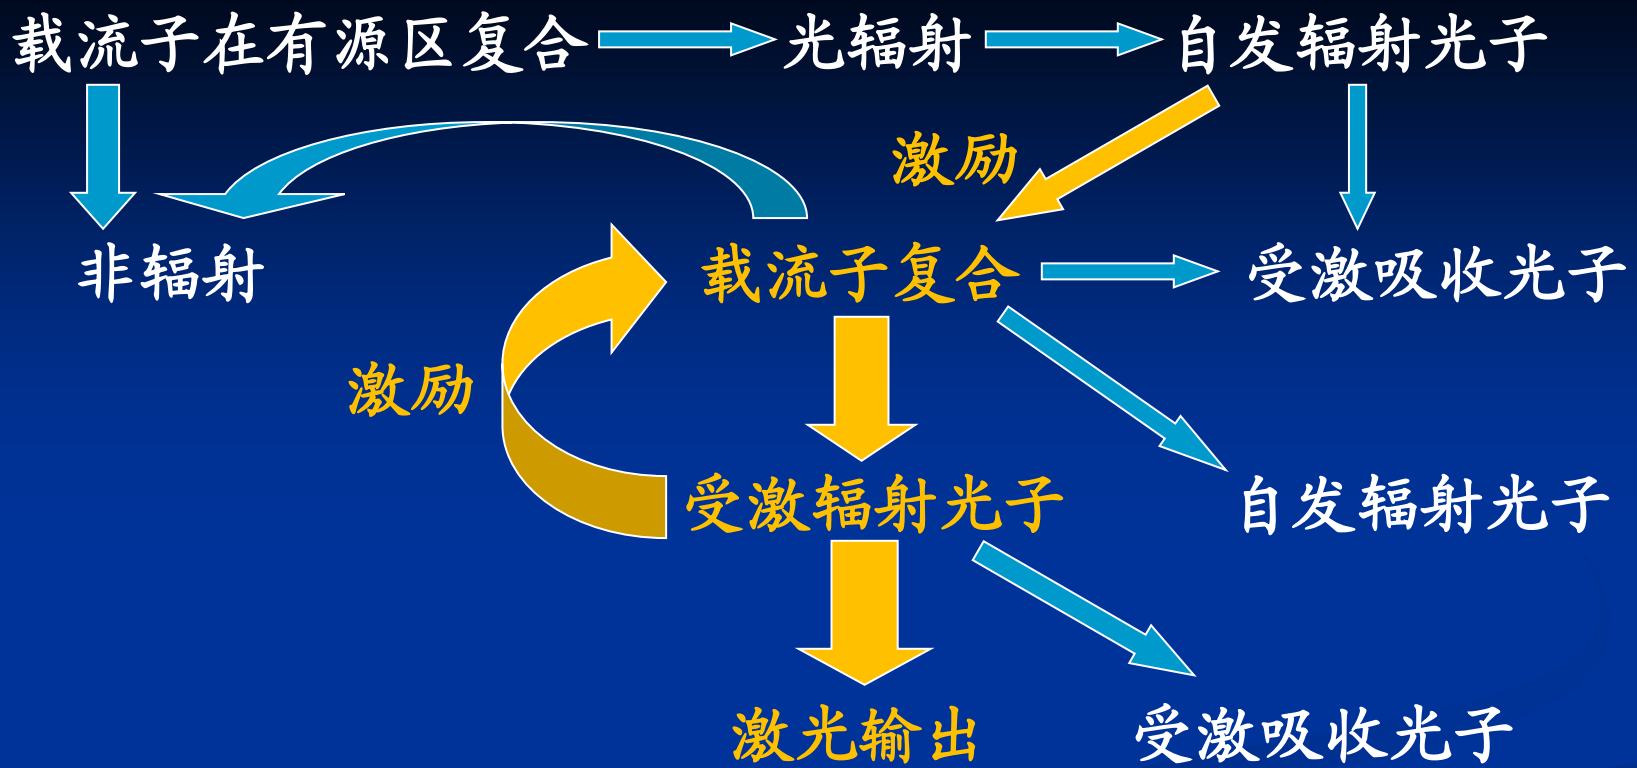 载流子在有源区复合 光辐射 自发辐射光子
激励
非辐射 载流子复合 受激吸收光子
激励
受激辐射光子 自发辐射光子
激光输出 受激吸收光子